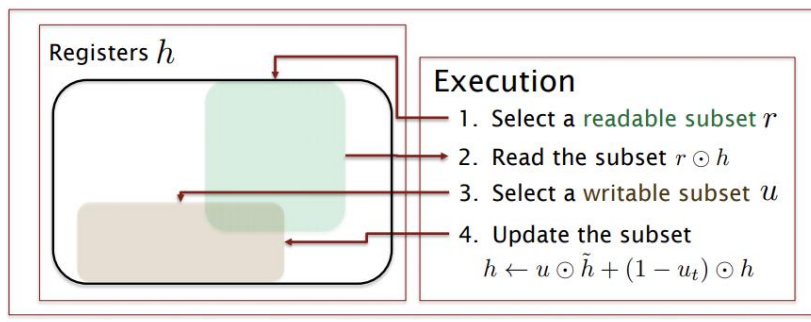 Registers h
Execution
1. Select a readable subset r
2. Read the subset r ⊙ h
3. Select a writable subset u
4. Update the subset
h ← u ⊙ h̃ + (1 − uₜ) ⊙ h